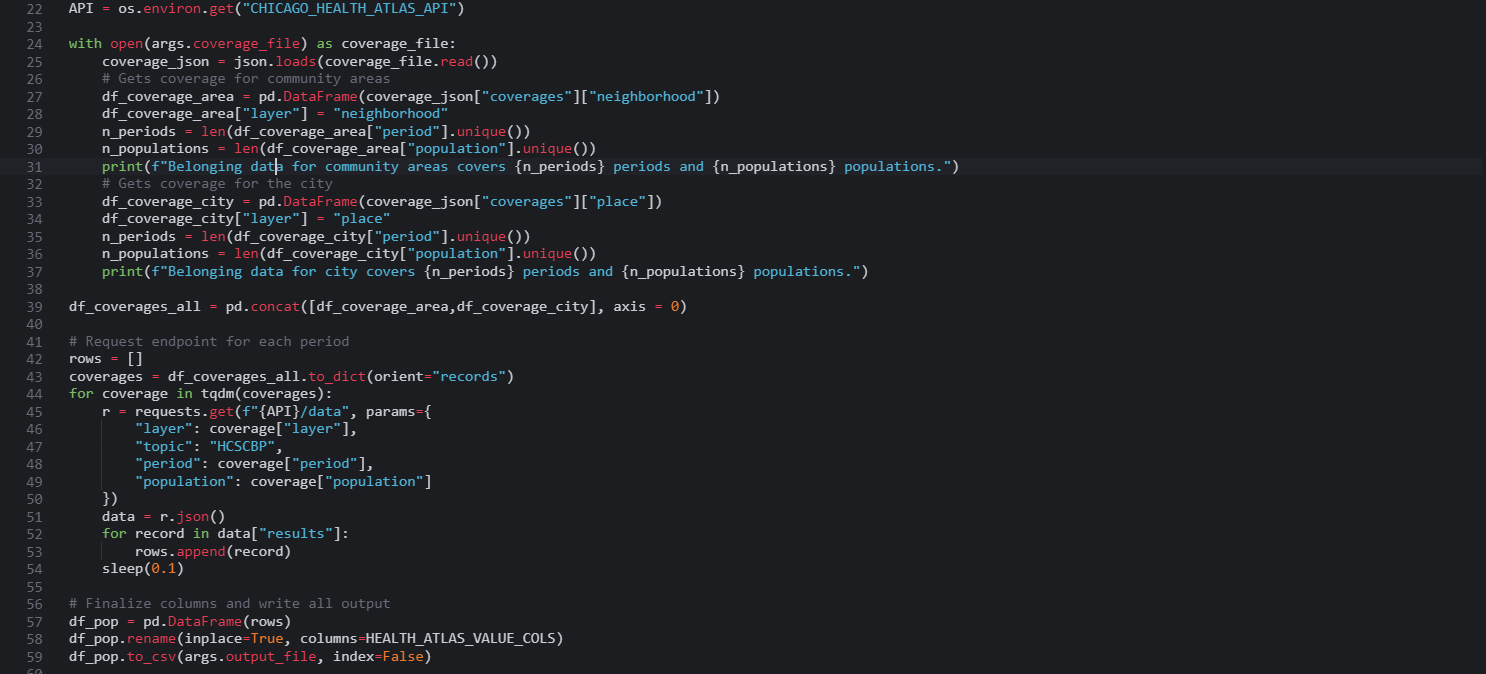 22 API = os.environ.get("CHICAGO_HEALTH_ATLAS_API")
23
24 with open(args.coverage_file) as coverage_file:
25     coverage_json = json.loads(coverage_file.read())
26     # Gets coverage for community areas
27     df_coverage_area = pd.DataFrame(coverage_json["coverages"]["neighborhood"])
28     df_coverage_area["layer"] = "neighborhood"
29     n_periods = len(df_coverage_area["period"].unique())
30     n_populations = len(df_coverage_area["population"].unique())
31     print(f"Belonging data for community areas covers {n_periods} periods and {n_populations} populations.")
32     # Gets coverage for the city
33     df_coverage_city = pd.DataFrame(coverage_json["coverages"]["place"])
34     df_coverage_city["layer"] = "place"
35     n_periods = len(df_coverage_city["period"].unique())
36     n_populations = len(df_coverage_city["population"].unique())
37     print(f"Belonging data for city covers {n_periods} periods and {n_populations} populations.")
38
39 df_coverages_all = pd.concat([df_coverage_area,df_coverage_city], axis = 0)
40
41 # Request endpoint for each period
42 rows = []
43 coverages = df_coverages_all.to_dict(orient="records")
44 for coverage in tqdm(coverages):
45     r = requests.get(f"{API}/data", params={
46         "layer": coverage["layer"],
47         "topic": "HCSCBP",
48         "period": coverage["period"],
49         "population": coverage["population"]
50     })
51     data = r.json()
52     for record in data["results"]:
53         rows.append(record)
54     sleep(0.1)
55
56 # Finalize columns and write all output
57 df_pop = pd.DataFrame(rows)
58 df_pop.rename(inplace=True, columns=HEALTH_ATLAS_VALUE_COLS)
59 df_pop.to_csv(args.output_file, index=False)
60